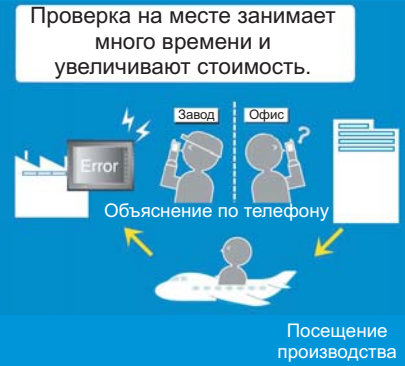 Проверка на месте занимает
много времени и
увеличивают стоимость.
Завод
Офис
?
Error
Объяснение по телефону
Посещение
производства